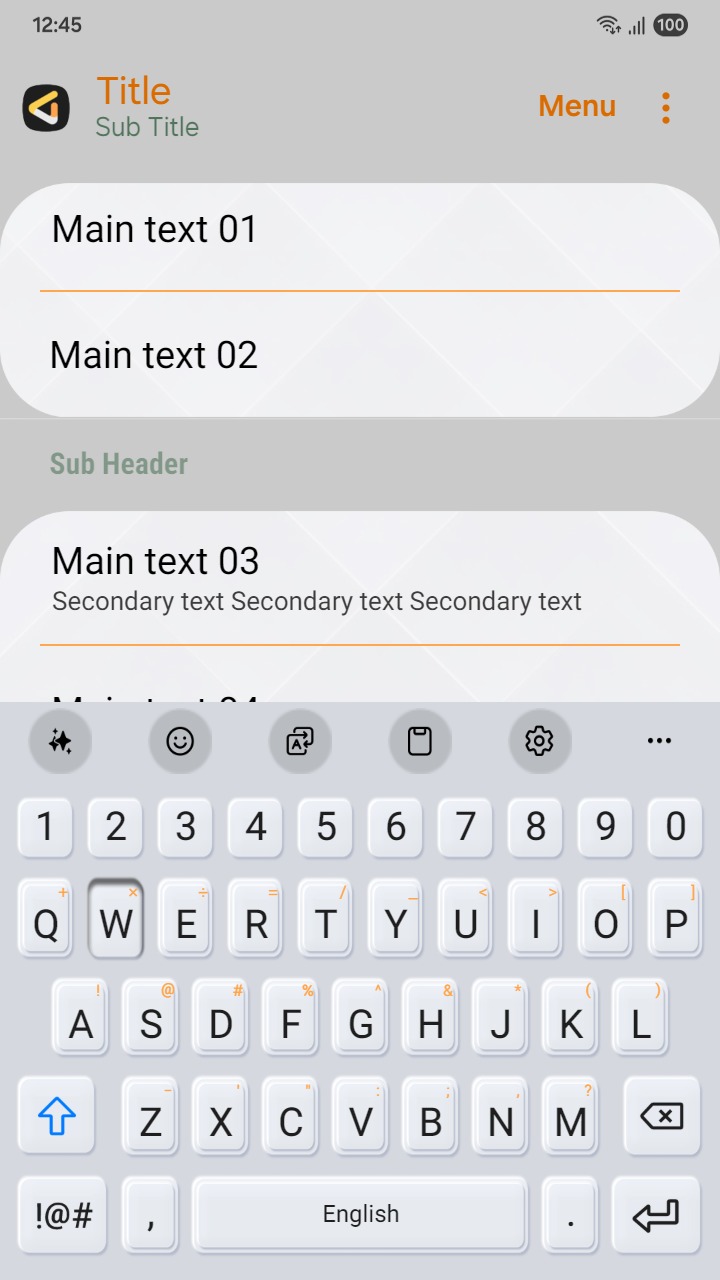 12:45
100
Title
Sub Title
Menu
Main text 01
Main text 02
Sub Header
Main text 03
Secondary text Secondary text Secondary text
1 2 3 4 5 6 7 8 9 0
+ × ÷ = / _ < > [ ]
Q W E R T Y U I O P
! @ # % ^ & * ( )
A S D F G H J K L
- ' " : ; , ?
Z X C V B N M
!@# , English .